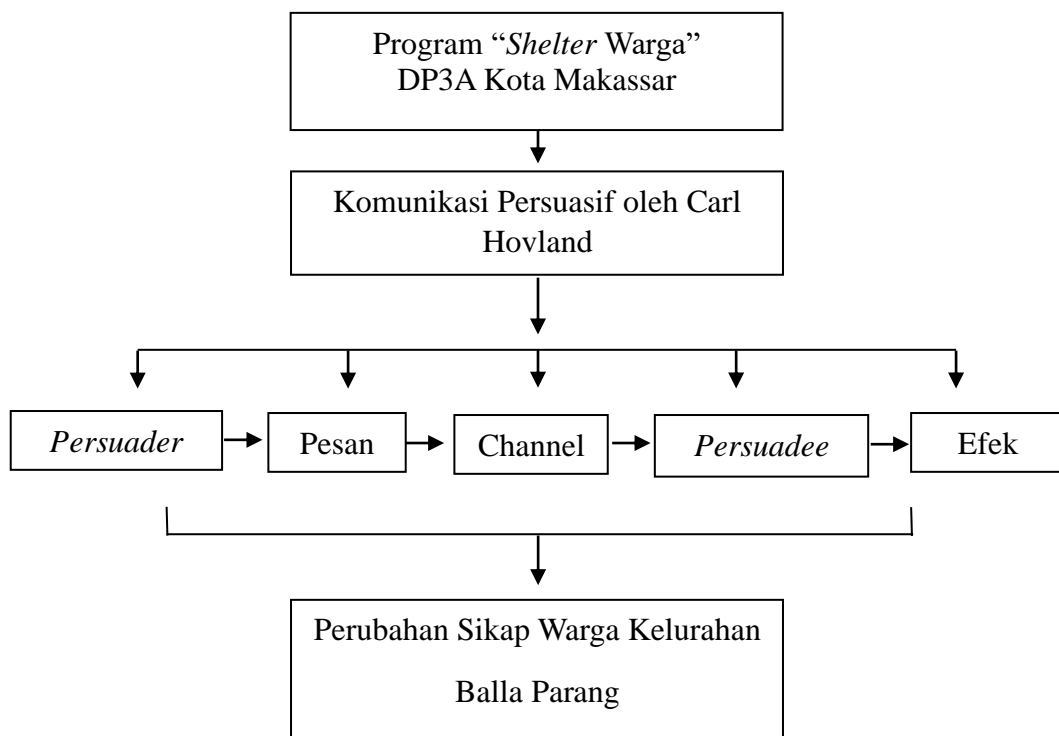 Program “Shelter Warga”
DP3A Kota Makassar
Komunikasi Persuasif oleh Carl
Hovland
Persuader
Pesan
Channel
Persuadee
Efek
Perubahan Sikap Warga Kelurahan
Balla Parang